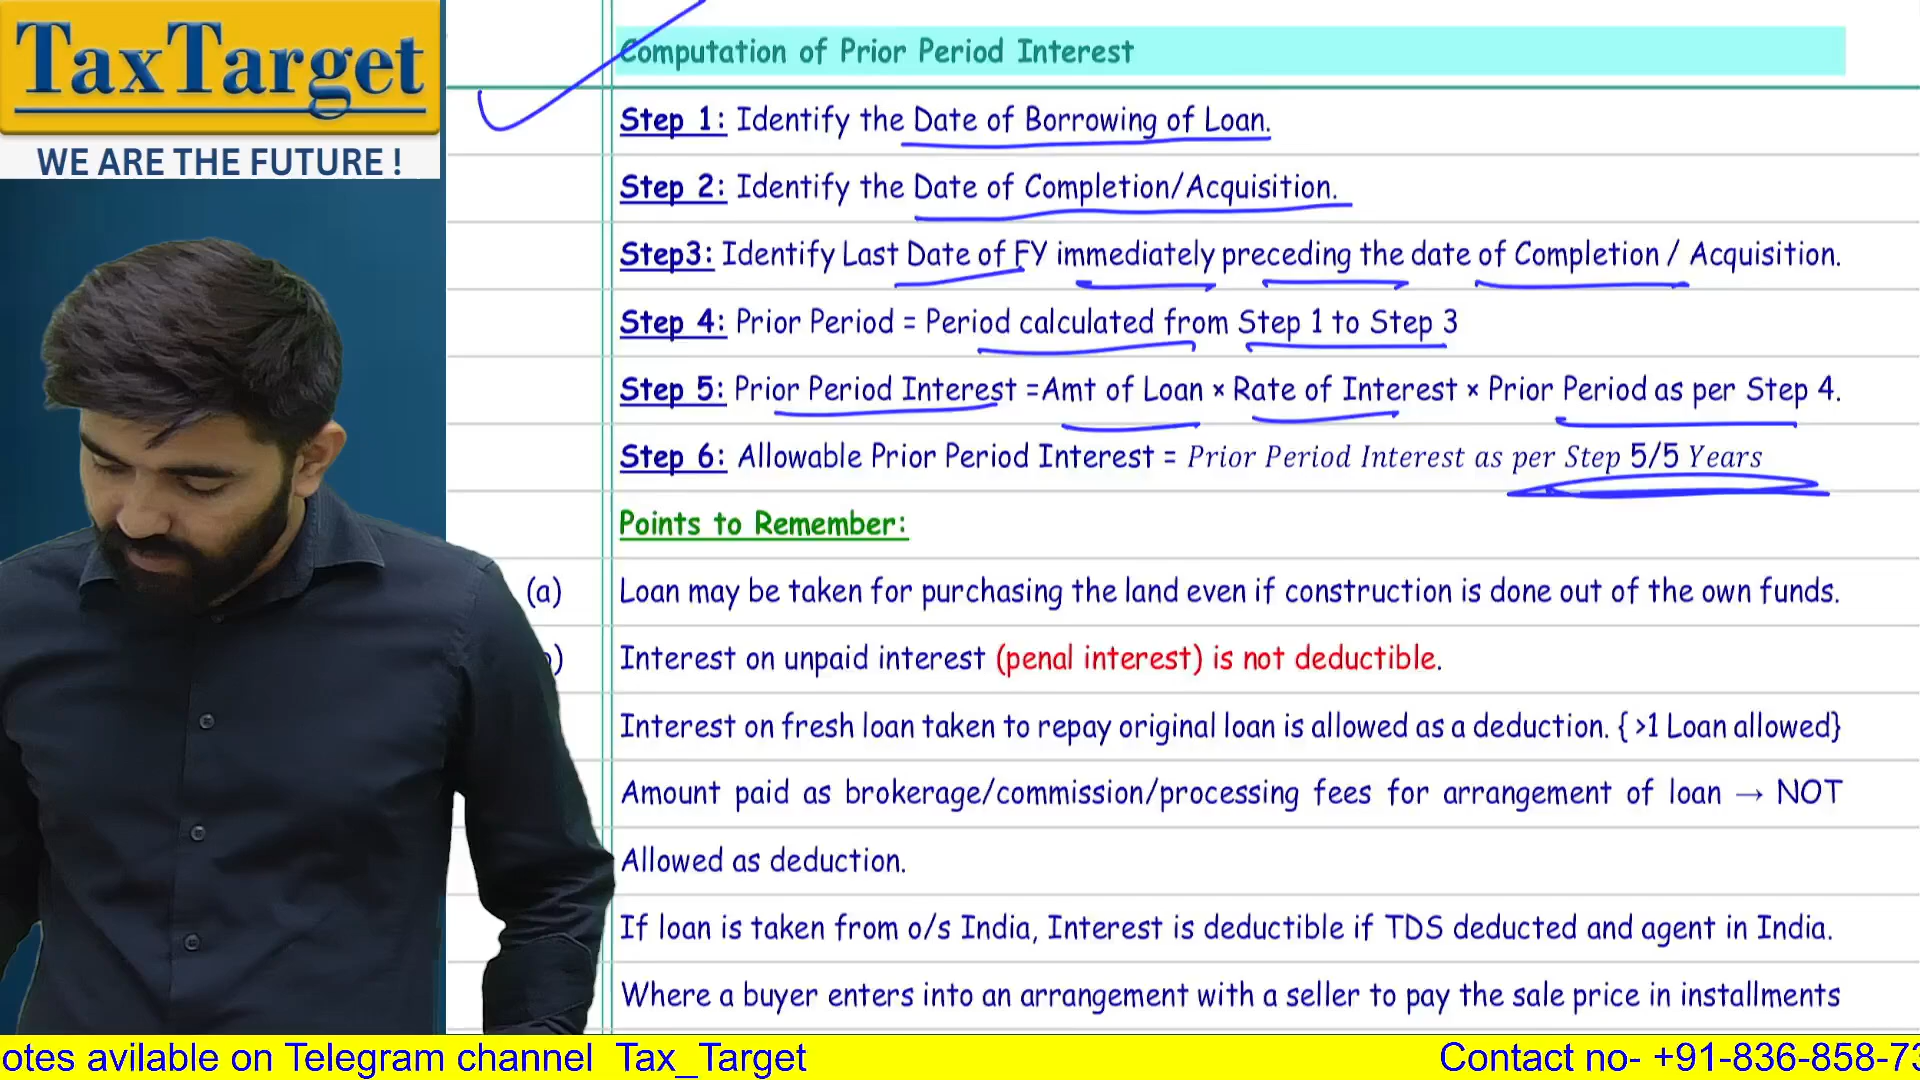 TaxTarget
WE ARE THE FUTURE !
Computation of Prior Period Interest
Step 1: Identify the Date of Borrowing of Loan.
Step 2: Identify the Date of Completion/Acquisition.
Step3: Identify Last Date of FY immediately preceding the date of Completion / Acquisition.
Step 4: Prior Period = Period calculated from Step 1 to Step 3
Step 5: Prior Period Interest =Amt of Loan × Rate of Interest × Prior Period as per Step 4.
Step 6: Allowable Prior Period Interest = Prior Period Interest as per Step 5/5 Years
Points to Remember:
(a) Loan may be taken for purchasing the land even if construction is done out of the own funds.
) Interest on unpaid interest (penal interest) is not deductible.
Interest on fresh loan taken to repay original loan is allowed as a deduction. { >1 Loan allowed}
Amount paid as brokerage/commission/processing fees for arrangement of loan → NOT
Allowed as deduction.
If loan is taken from o/s India, Interest is deductible if TDS deducted and agent in India.
Where a buyer enters into an arrangement with a seller to pay the sale price in installments
otes avilable on Telegram channel Tax_Target
Contact no- +91-836-858-73